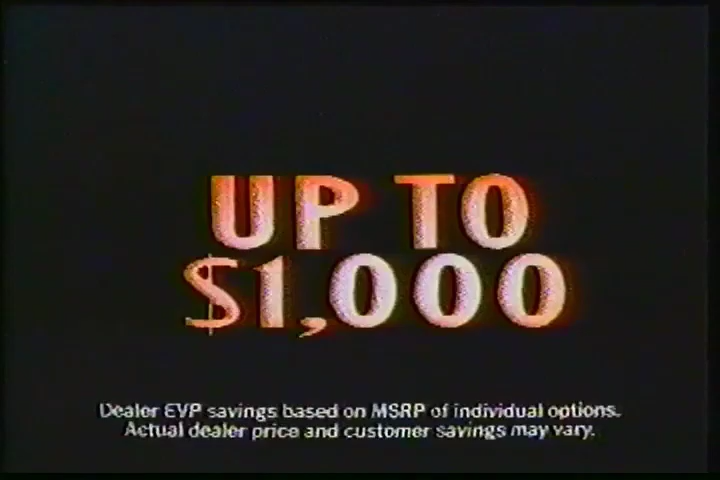 UP TO
$1,000
Dealer EVP savings based on MSRP of individual options.
Actual dealer price and customer savings may vary.